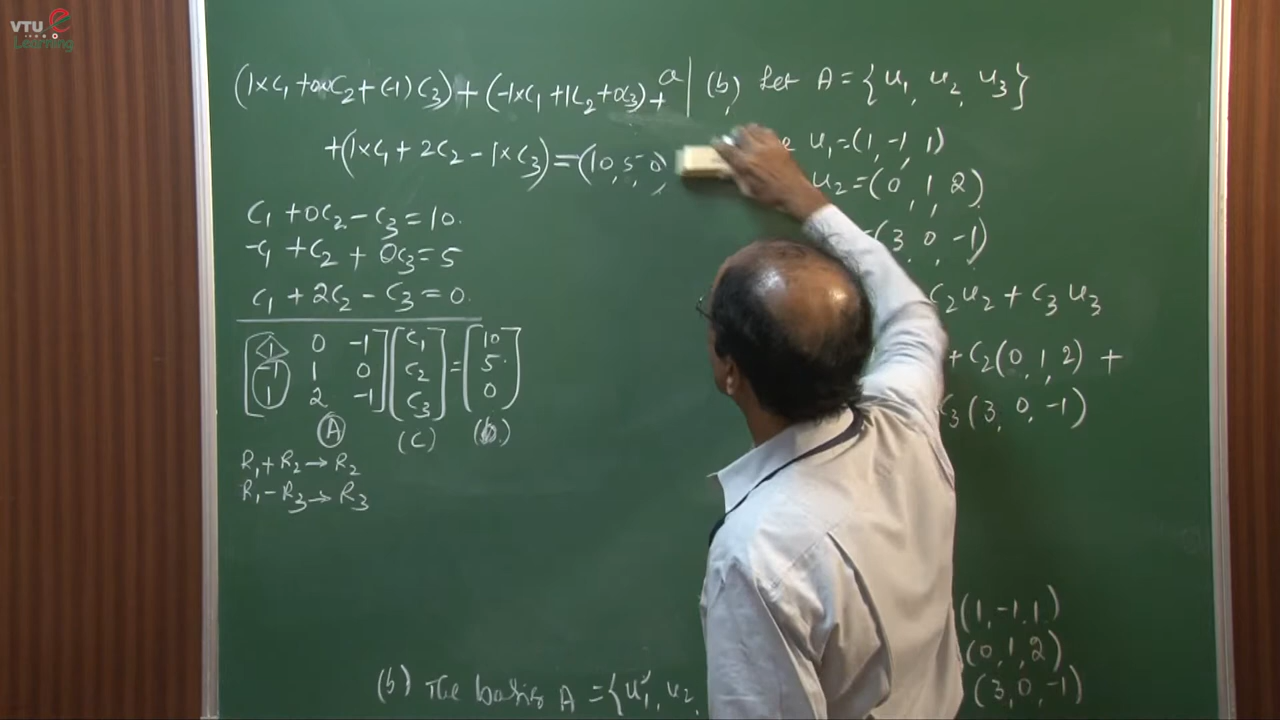 VTU e
Learning
(1×C₁ +0×C₂ + (-1) C₃) + (-1×C₁ + 1C₂ + 0C₃) + a
+ (1×C₁ + 2C₂ - 1×C₃) = (10, 5, 0)
C₁ + 0C₂ - C₃ = 10.
-C₁ + C₂ + 0C₃ = 5
C₁ + 2C₂ - C₃ = 0.
[1 0 -1] [C₁] = [10]
[-1 1 0] [C₂] = [5.]
[1 2 -1] [C₃] = [0]
(A) (C) (b)
R₁ + R₂ → R₂
R₁ - R₃ → R₃
(b) Let A = {u₁, u₂, u₃}
u₁ = (1, -1, 1)
u₂ = (0, 1, 2)
= (3, 0, -1)
C₂u₂ + C₃u₃
+ C₂(0, 1, 2) +
C₃(3, 0, -1)
(1, -1, 1)
(0, 1, 2)
(3, 0, -1)
(b) The basis A = {u₁, u₂,